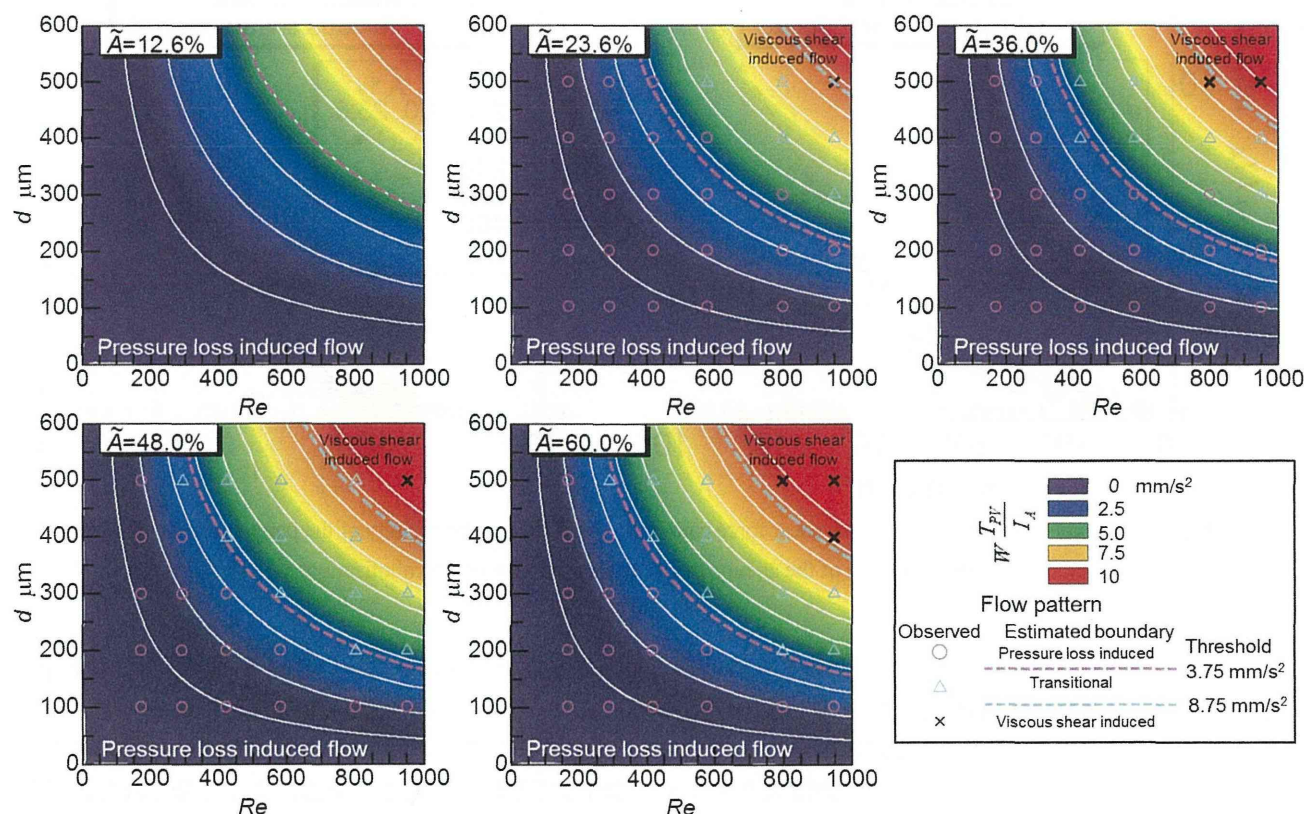 Ã=12.6%
600
500
400
300
200
100
0
d μm
Pressure loss induced flow
0 200 400 600 800 1000
Re
Ã=23.6%
Viscous shear
induced flow
600
500
400
300
200
100
0
d μm
Pressure loss induced flow
0 200 400 600 800 1000
Re
Ã=36.0%
Viscous shear
induced flow
600
500
400
300
200
100
0
d μm
Pressure loss induced flow
0 200 400 600 800 1000
Re
Ã=48.0%
Viscous shear
induced flow
600
500
400
300
200
100
0
d μm
Pressure loss induced flow
0 200 400 600 800 1000
Re
Ã=60.0%
Viscous shear
induced flow
600
500
400
300
200
100
0
d μm
Pressure loss induced flow
0 200 400 600 800 1000
Re
W T_PV / I_A
0 mm/s²
2.5
5.0
7.5
10
Flow pattern
Observed Estimated boundary
Pressure loss induced Threshold
3.75 mm/s²
Transitional
8.75 mm/s²
Viscous shear induced